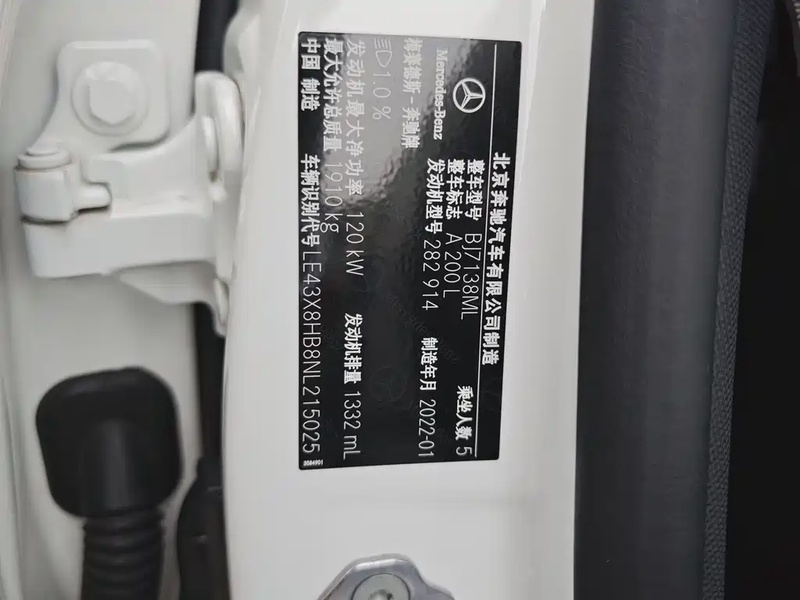 北京奔驰汽车有限公司制造
Mercedes-Benz
梅赛德斯-奔驰牌
整车型号 BJ7138ML
整车标志 A 200 L
乘坐人数 5
发动机型号 282 914
制造年月 2022-01
1.0 %
发动机最大净功率 120 kW
发动机排量 1332 mL
最大允许总质量 1910 kg
中国 制造
车辆识别代号 LE43X8HB8NL215025